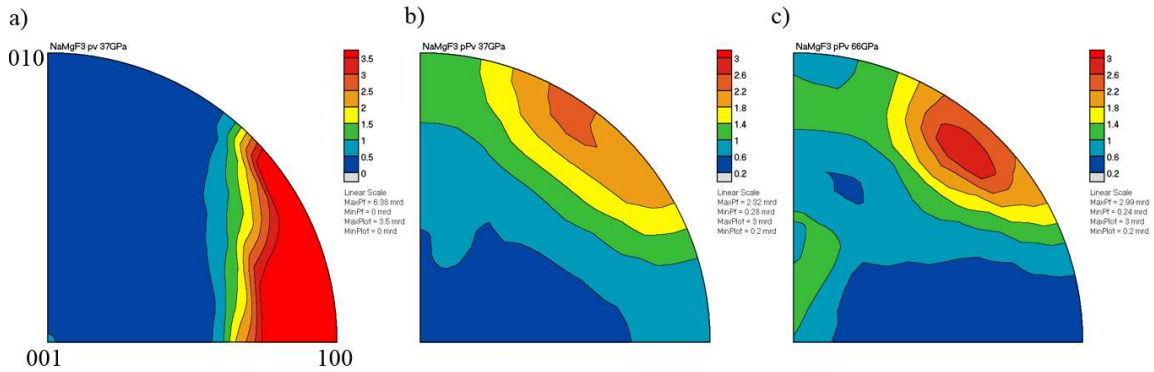 a)
NaMgF3 pv 37GPa
010
001
100
3.5
3
2.5
2
1.5
1
0.5
0
Linear Scale
MaxPf = 6.38 mrd
MinPf = 0 mrd
MaxPlot = 3.5 mrd
MinPlot = 0 mrd
b)
NaMgF3 pPv 37GPa
3
2.6
2.2
1.8
1.4
1
0.6
0.2
Linear Scale
MaxPf = 2.32 mrd
MinPf = 0.28 mrd
MaxPlot = 3 mrd
MinPlot = 0.2 mrd
c)
NaMgF3 pPv 66GPa
3
2.6
2.2
1.8
1.4
1
0.6
0.2
Linear Scale
MaxPf = 2.99 mrd
MinPf = 0.24 mrd
MaxPlot = 3 mrd
MinPlot = 0.2 mrd